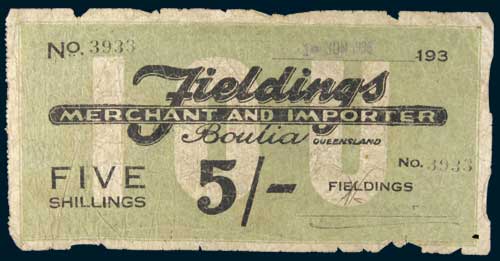 No. 3933
193
Fieldings
MERCHANT AND IMPORTER
Boulia QUEENSLAND
IOU
No. 3933
FIVE
SHILLINGS
5/-
FIELDINGS